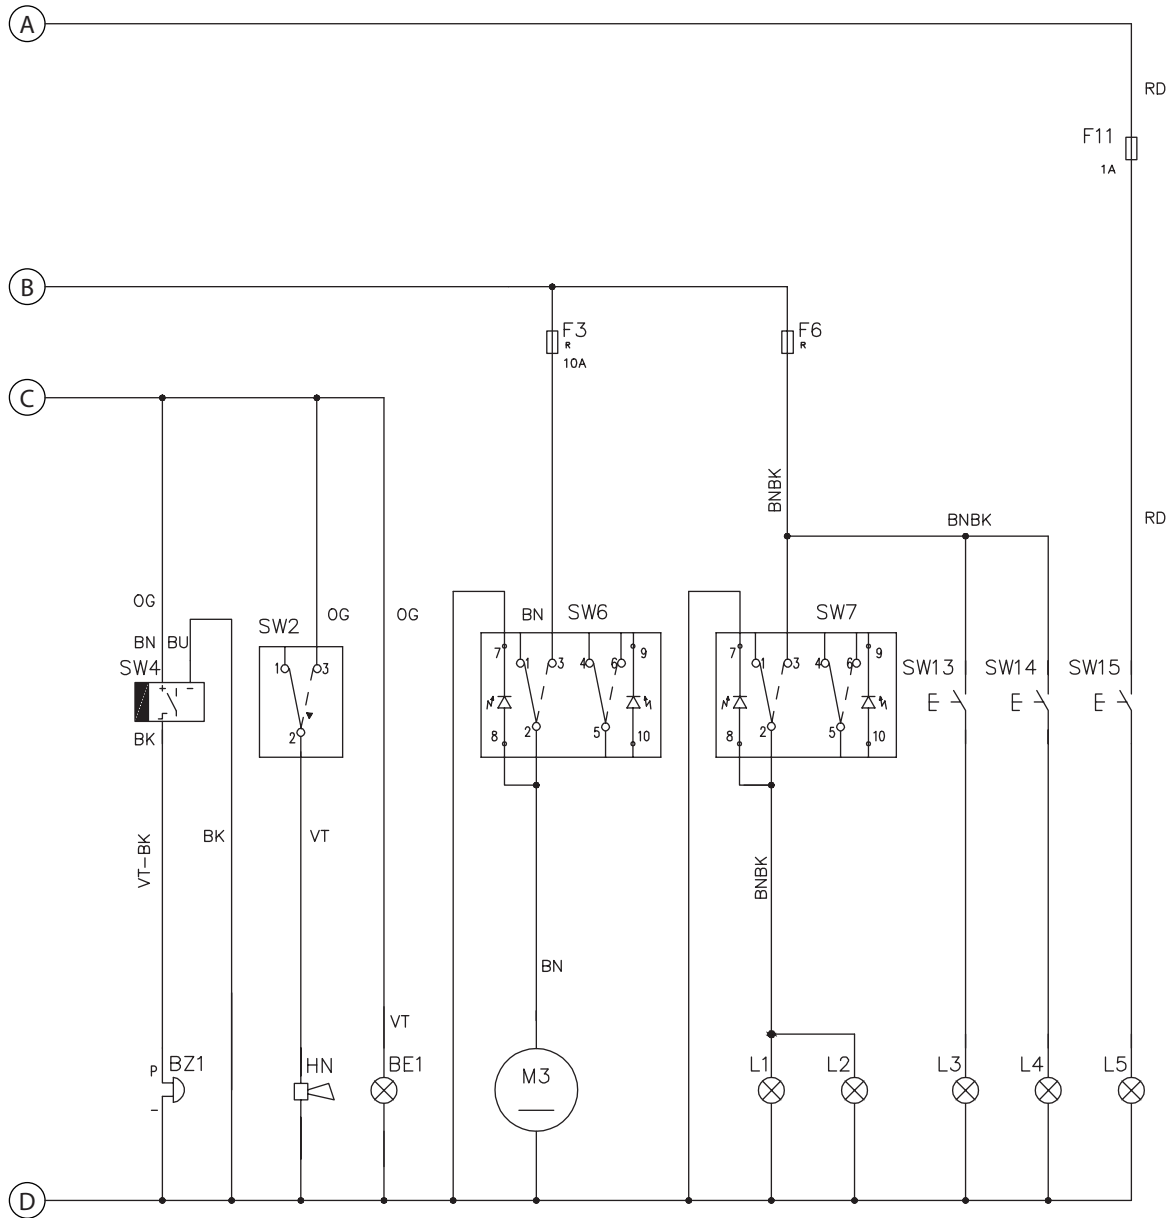 A
RD
F11
1A
B
F3
R
10A
F6
R
C
BNBK
BNBK
RD
OG
OG
OG
BN
SW6
SW7
SW2
BN BU
SW4
+ −
BK
1 3
2
7 1 3 4 6 9
8 2 5 10
7 1 3 4 6 9
8 2 5 10
SW13
SW14
SW15
VT−BK
BK
VT
BNBK
BN
VT
P
BZ1
−
HN
BE1
M3
L1
L2
L3
L4
L5
D